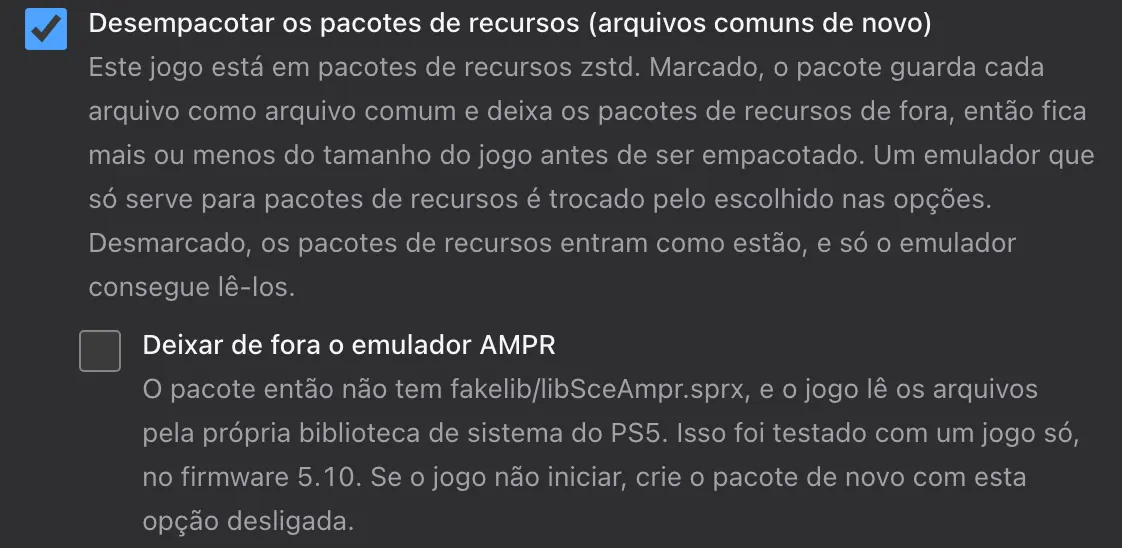 Desempacotar os pacotes de recursos (arquivos comuns de novo)
Este jogo está em pacotes de recursos zstd. Marcado, o pacote guarda cada
arquivo como arquivo comum e deixa os pacotes de recursos de fora, então fica
mais ou menos do tamanho do jogo antes de ser empacotado. Um emulador que
só serve para pacotes de recursos é trocado pelo escolhido nas opções.
Desmarcado, os pacotes de recursos entram como estão, e só o emulador
consegue lê-los.
Deixar de fora o emulador AMPR
O pacote então não tem fakelib/libSceAmpr.sprx, e o jogo lê os arquivos
pela própria biblioteca de sistema do PS5. Isso foi testado com um jogo só,
no firmware 5.10. Se o jogo não iniciar, crie o pacote de novo com esta
opção desligada.